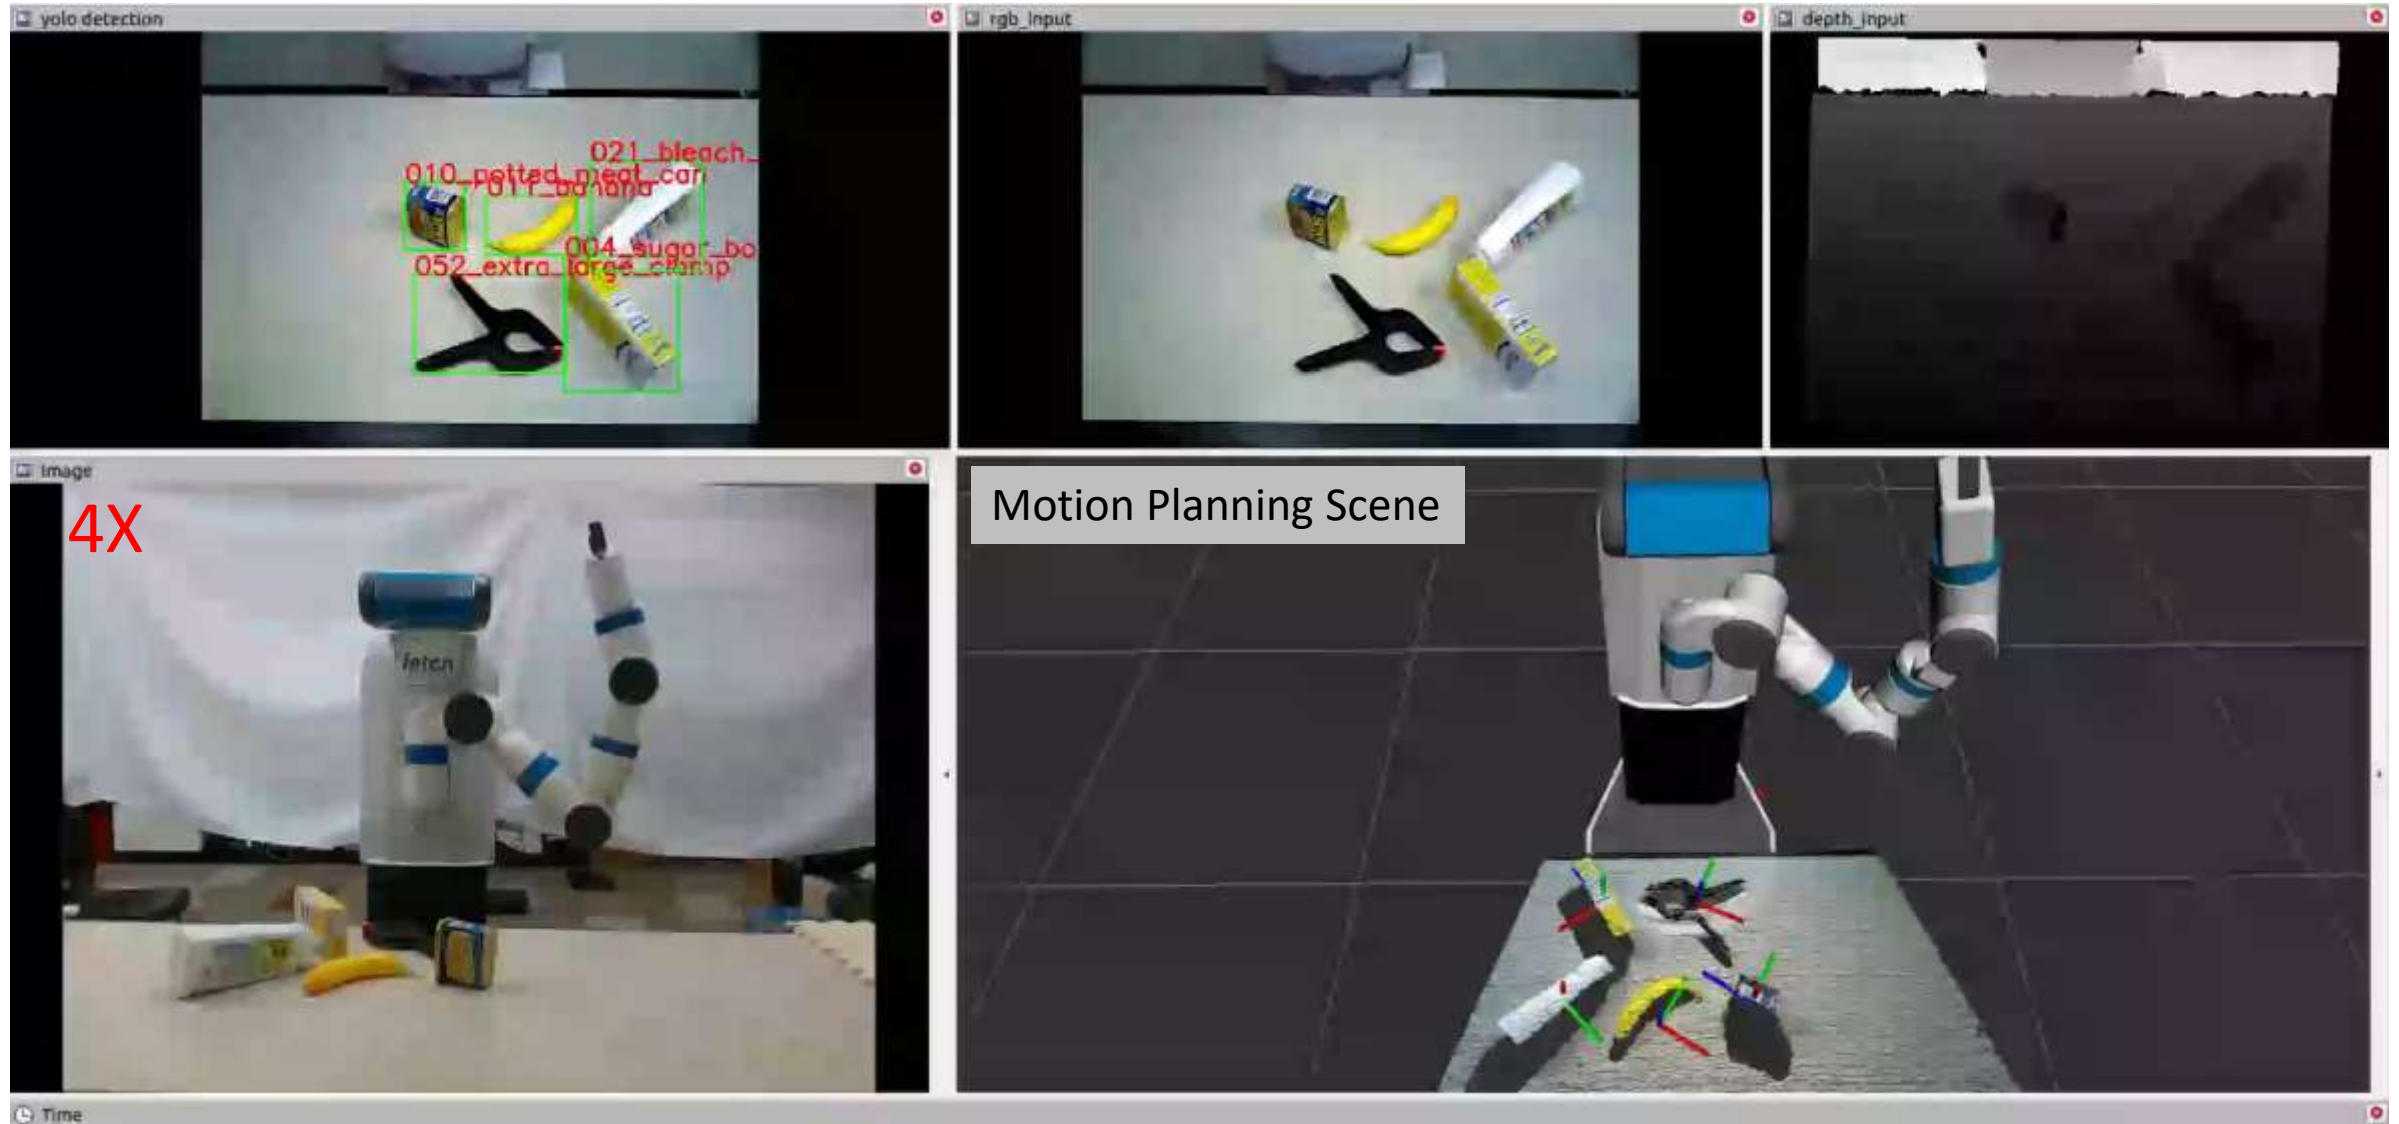 yolo detection
rgb_input
depth_input
021_bleach_
010_potted_meat_can
011_banana
004_sugar_bo
052_extra_large_clamp
Image
4X
Motion Planning Scene
fetch
Time